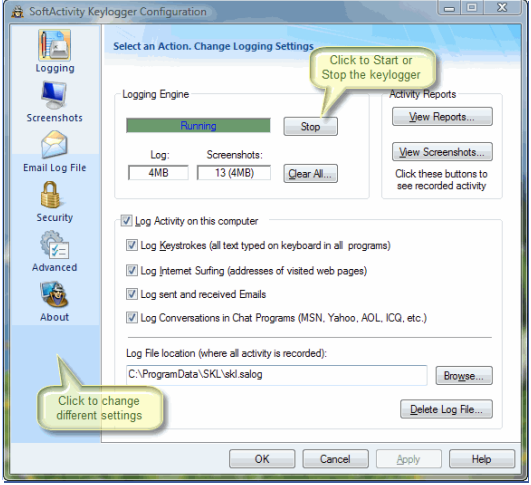 SoftActivity Keylogger Configuration
Logging
Screenshots
Email Log File
Security
Advanced
About
Click to change
different settings
Select an Action. Change Logging Settings
Click to Start or
Stop the keylogger
Logging Engine
Running
Stop
Log:
Screenshots:
4MB
13 (4MB)
Clear All...
Activity Reports
View Reports...
View Screenshots...
Click these buttons to
see recorded activity
Log Activity on this computer
Log Keystrokes (all text typed on keyboard in all programs)
Log Internet Surfing (addresses of visited web pages)
Log sent and received Emails
Log Conversations in Chat Programs (MSN, Yahoo, AOL, ICQ, etc.)
Log File location (where all activity is recorded):
C:\ProgramData\SKL\skl.salog
Browse...
Delete Log File...
OK
Cancel
Apply
Help